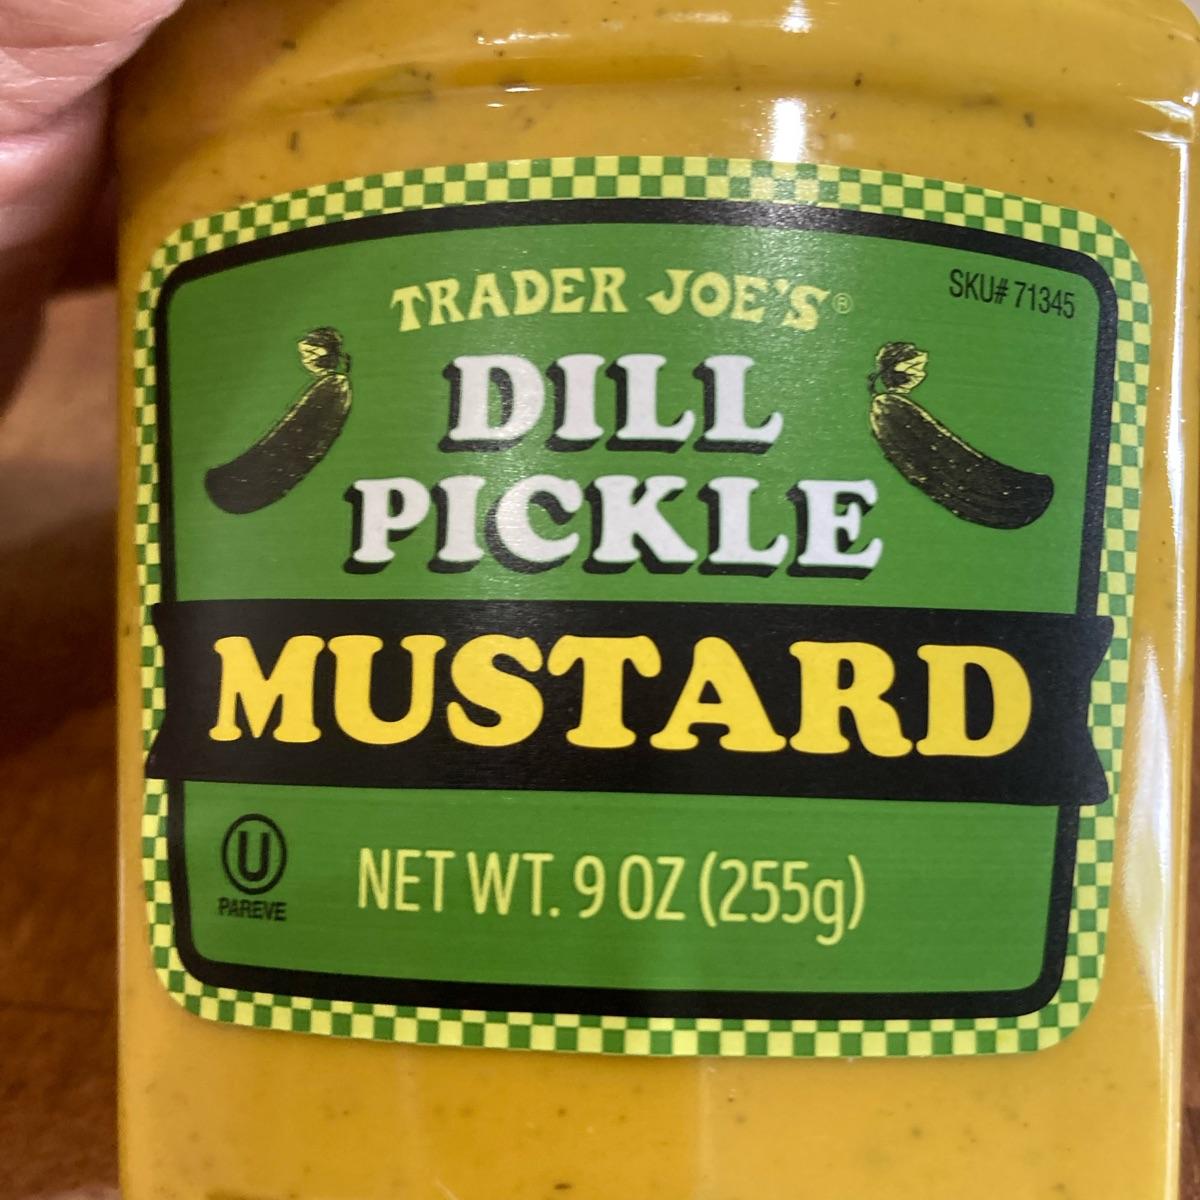 TRADER JOE'S®
SKU# 71345
DILL
PICKLE
MUSTARD
U
PAREVE
NET WT. 9 OZ (255g)